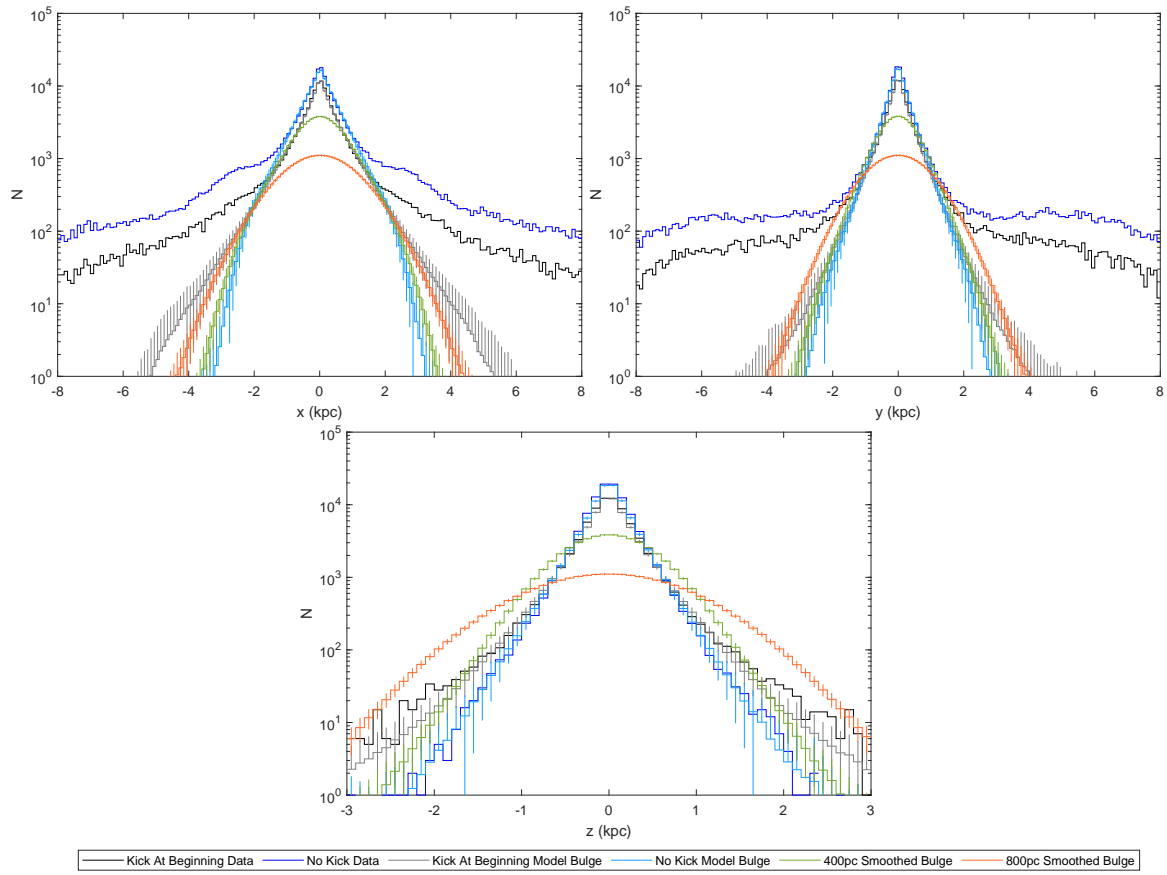 10^5
10^4
10^3
10^2
10^1
10^0
N
-8 -6 -4 -2 0 2 4 6 8
x (kpc)
10^5
10^4
10^3
10^2
10^1
10^0
N
-8 -6 -4 -2 0 2 4 6 8
y (kpc)
10^5
10^4
10^3
10^2
10^1
10^0
N
-3 -2 -1 0 1 2 3
z (kpc)
Kick At Beginning Data No Kick Data Kick At Beginning Model Bulge No Kick Model Bulge 400pc Smoothed Bulge 800pc Smoothed Bulge